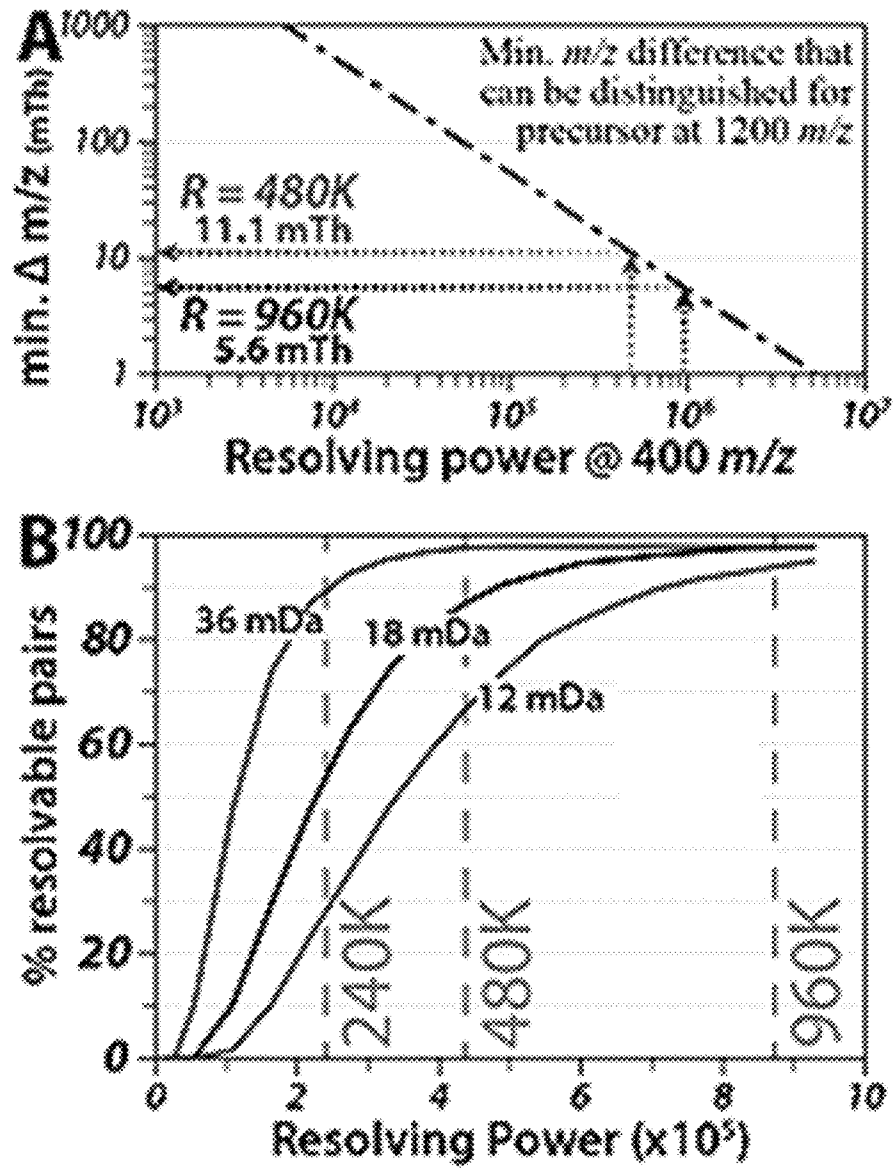 A
1000
100
10
1
min. Δ m/z (mTh)
Min. m/z difference that
can be distinguished for
precursor at 1200 m/z
R = 480K
11.1 mTh
R = 960K
5.6 mTh
10³ 10⁴ 10⁵ 10⁶ 10⁷
Resolving power @ 400 m/z
B
100
80
60
40
20
0
% resolvable pairs
36 mDa
18 mDa
12 mDa
240K
480K
960K
0 2 4 6 8 10
Resolving Power (x10⁵)